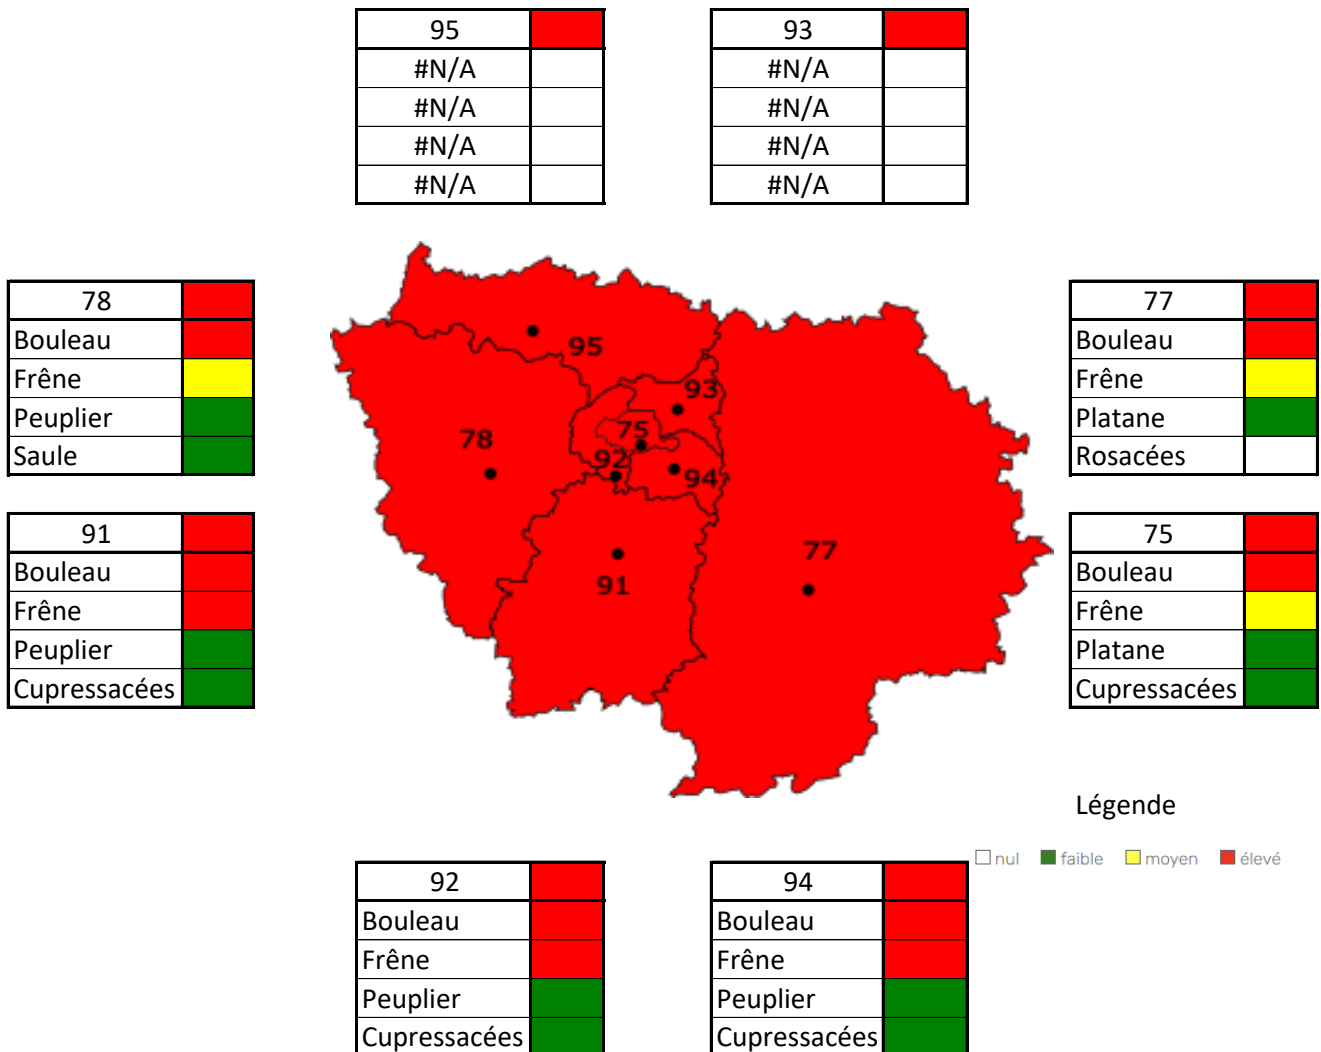 95
#N/A
#N/A
#N/A
#N/A
93
#N/A
#N/A
#N/A
#N/A
78
Bouleau
Frêne
Peuplier
Saule
91
Bouleau
Frêne
Peuplier
Cupressacées
95
93
75
78
92
94
77
91
77
Bouleau
Frêne
Platane
Rosacées
75
Bouleau
Frêne
Platane
Cupressacées
Légende
nul faible moyen élevé
92
Bouleau
Frêne
Peuplier
Cupressacées
94
Bouleau
Frêne
Peuplier
Cupressacées